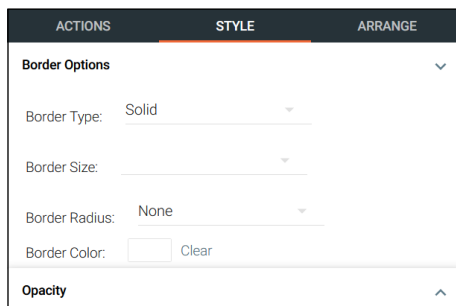 ACTIONS STYLE ARRANGE
Border Options
Border Type: Solid
Border Size:
Border Radius: None
Border Color: Clear
Opacity